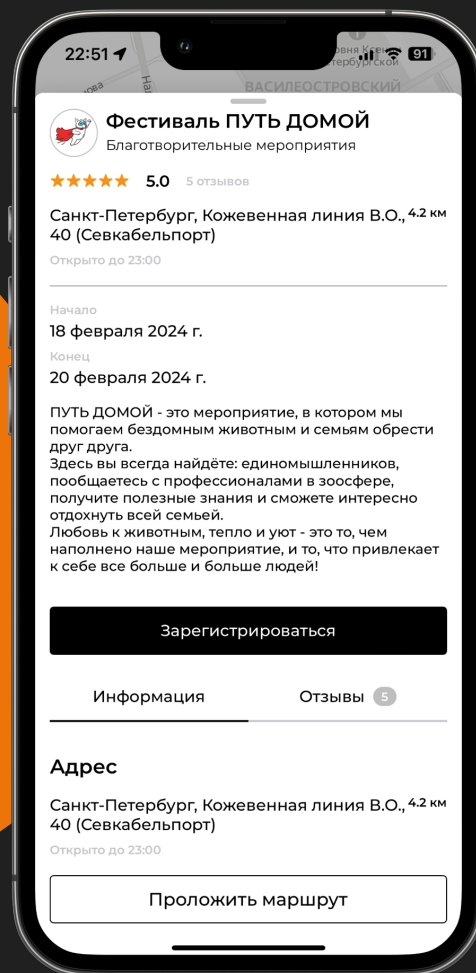 22:51
91
ова
Нал
ВАСИЛЕОСТРОВСКИЙ
Фестиваль ПУТЬ ДОМОЙ
Благотворительные мероприятия
5.0 5 отзывов
Санкт-Петербург, Кожевенная линия В.О., 4.2 км
40 (Севкабельпорт)
Открыто до 23:00
Начало
18 февраля 2024 г.
Конец
20 февраля 2024 г.
ПУТЬ ДОМОЙ - это мероприятие, в котором мы
помогаем бездомным животным и семьям обрести
друг друга.
Здесь вы всегда найдёте: единомышленников,
пообщаетесь с профессионалами в зоосфере,
получите полезные знания и сможете интересно
отдохнуть всей семьей.
Любовь к животным, тепло и уют - это то, чем
наполнено наше мероприятие, и то, что привлекает
к себе все больше и больше людей!
Зарегистрироваться
Информация Отзывы 5
Адрес
Санкт-Петербург, Кожевенная линия В.О., 4.2 км
40 (Севкабельпорт)
Открыто до 23:00
Проложить маршрут